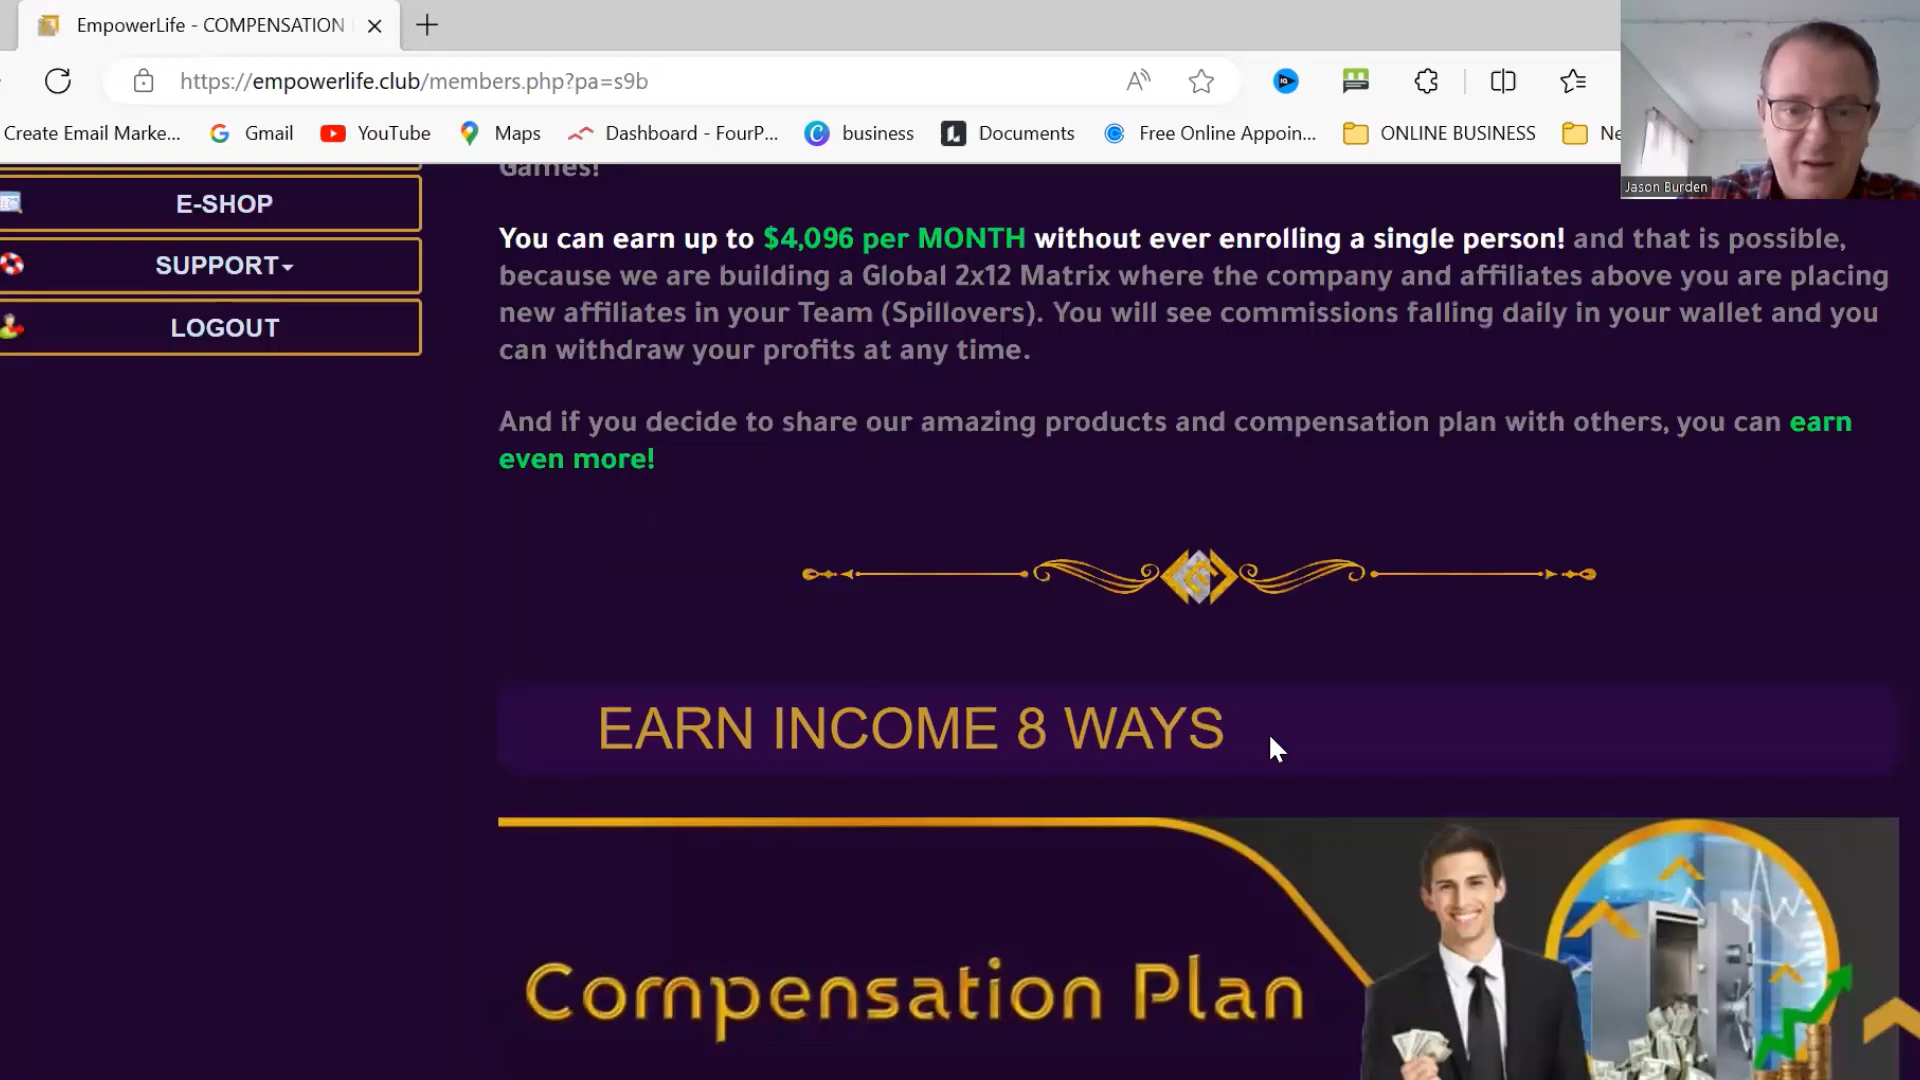 EmpowerLife - COMPENSATION
https://empowerlife.club/members.php?pa=s9b
Create Email Marke...
Gmail
YouTube
Maps
Dashboard - FourP...
business
Documents
Free Online Appoin...
ONLINE BUSINESS
Ne
Jason Burden
E-SHOP
SUPPORT
LOGOUT
Games!
You can earn up to $4,096 per MONTH without ever enrolling a single person! and that is possible,
because we are building a Global 2x12 Matrix where the company and affiliates above you are placing
new affiliates in your Team (Spillovers). You will see commissions falling daily in your wallet and you
can withdraw your profits at any time.
And if you decide to share our amazing products and compensation plan with others, you can earn
even more!
EARN INCOME 8 WAYS
Compensation Plan